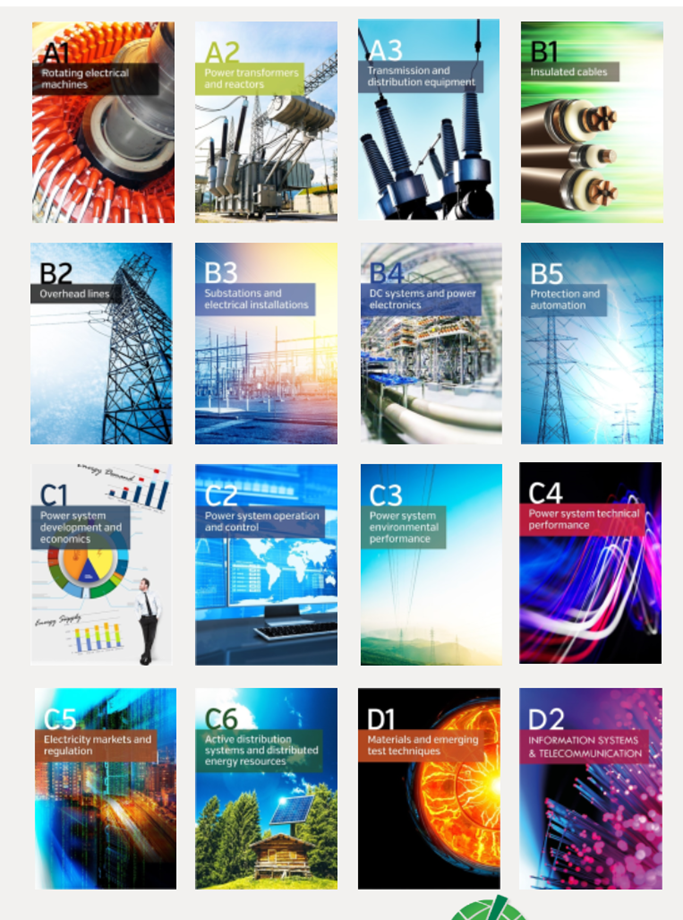 A1
Rotating electrical
machines
A2
Power transformers
and reactors
A3
Transmission and
distribution equipment
B1
Insulated cables
B2
Overhead lines
B3
Substations and
electrical installations
B4
DC systems and power
electronics
B5
Protection and
automation
C1
Power system
development and
economics
Energy Demand
Energy Supply
C2
Power system operation
and control
C3
Power system
environmental
performance
C4
Power system technical
performance
C5
Electricity markets and
regulation
C6
Active distribution
systems and distributed
energy resources
D1
Materials and emerging
test techniques
D2
INFORMATION SYSTEMS
& TELECOMMUNICATION